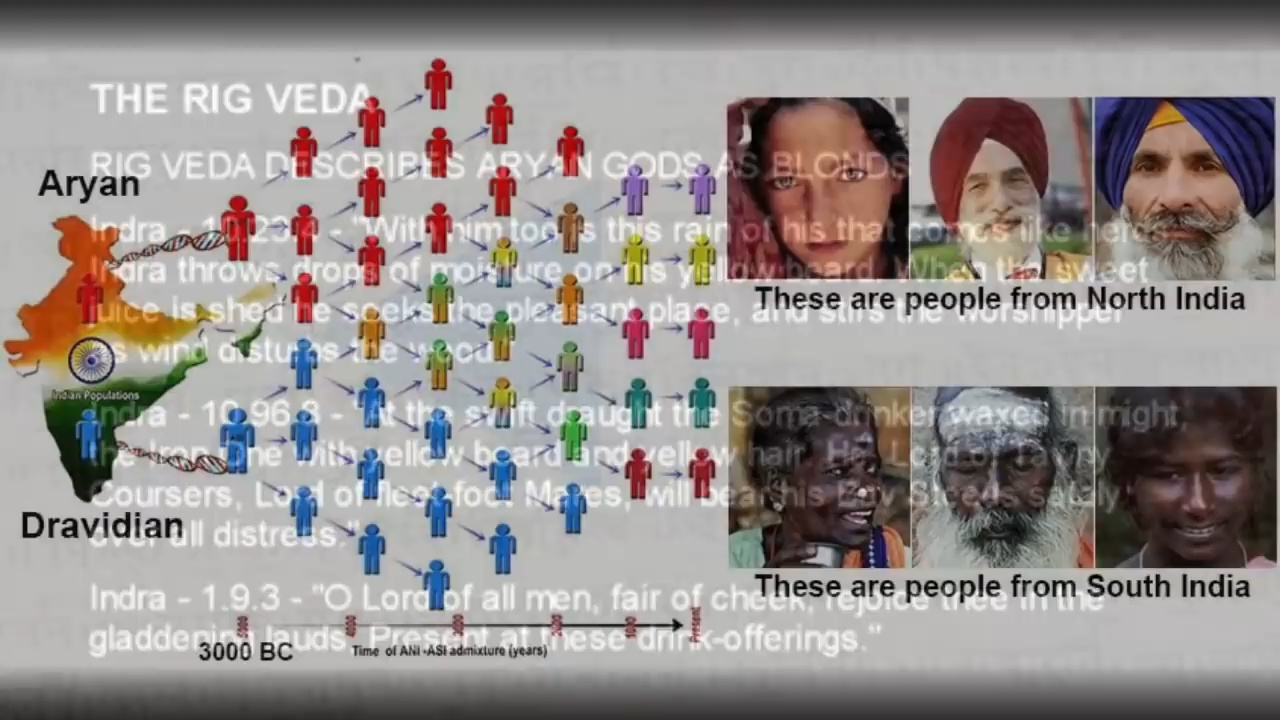 THE RIG VEDA
RIG VEDA DESCRIBES ARYAN GODS AS BLONDS
Aryan
Indra - "With him too is this rain of his that comes like herds
Indra throws drops of moisture on his yellow beard. When the sweet
juice is shed he seeks the pleasant place, and stirs the worshipper
as wind disturbs the wood."
These are people from North India
Indian Populations
Indra - 10.96.8 - "At the swift draught the Soma-drinker waxed in might,
the Iron One with yellow beard and yellow hair. He, Lord of Tawny
Coursers, Lord of fleet-foot Mares, will bear his Bay Steeds safely
over all distress."
Dravidian
These are people from South India
Indra - 1.9.3 - "O Lord of all men, fair of cheek, rejoice thee in the
gladdening lauds, Present at these drink-offerings."
3000 BC
Time of ANI-ASI admixture (years)
Present